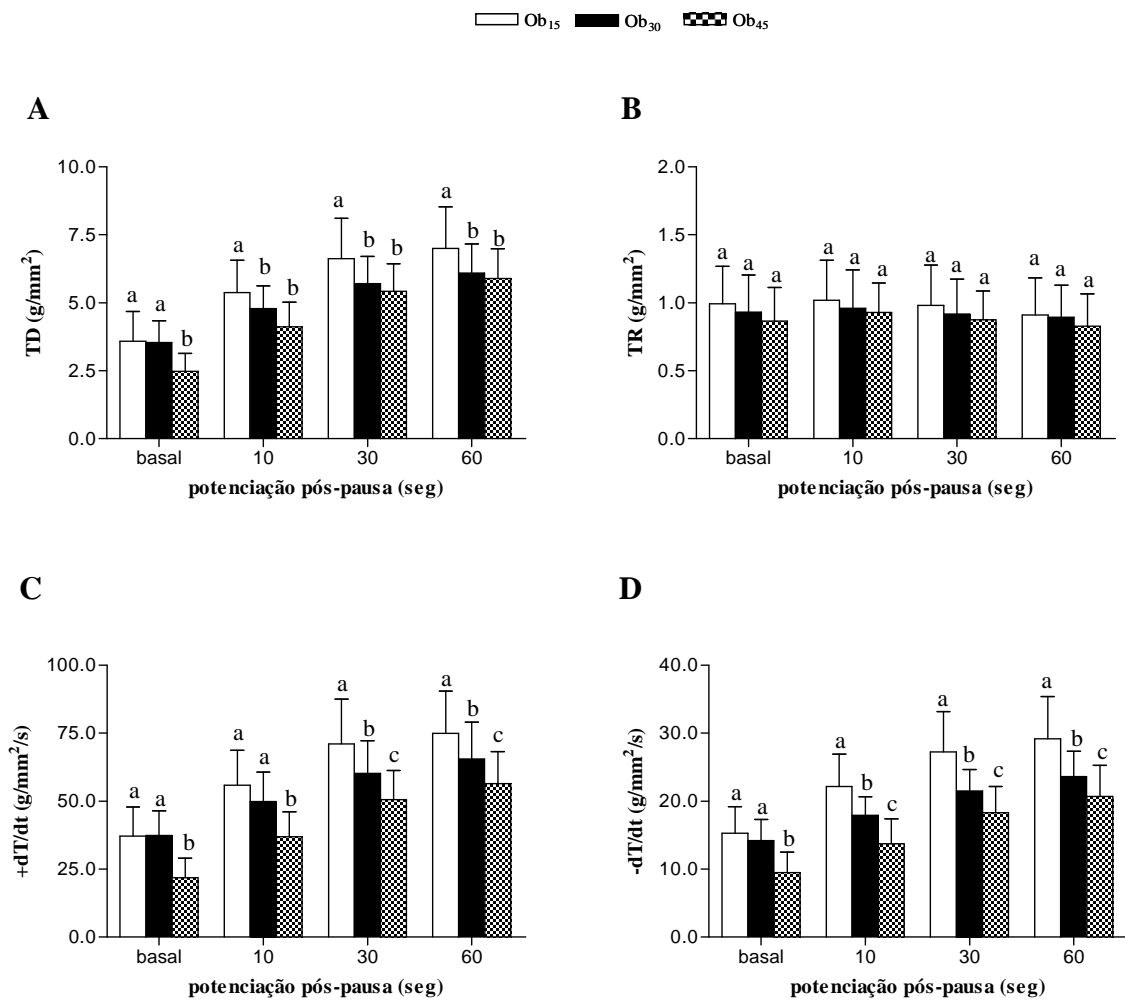 Ob15 Ob30 Ob45
A
TD (g/mm²)
10.0
7.5
5.0
2.5
0.0
a a b
a b b
a b b
a b b
basal 10 30 60
potenciação pós-pausa (seg)
B
TR (g/mm²)
2.0
1.5
1.0
0.5
0.0
a a a
a a a
a a a
a a a
basal 10 30 60
potenciação pós-pausa (seg)
C
+dT/dt (g/mm²/s)
100.0
75.0
50.0
25.0
0.0
a a b
a a b
a b c
a b c
basal 10 30 60
potenciação pós-pausa (seg)
D
-dT/dt (g/mm²/s)
40.0
30.0
20.0
10.0
0.0
a a b
a b c
a b c
a b c
basal 10 30 60
potenciação pós-pausa (seg)